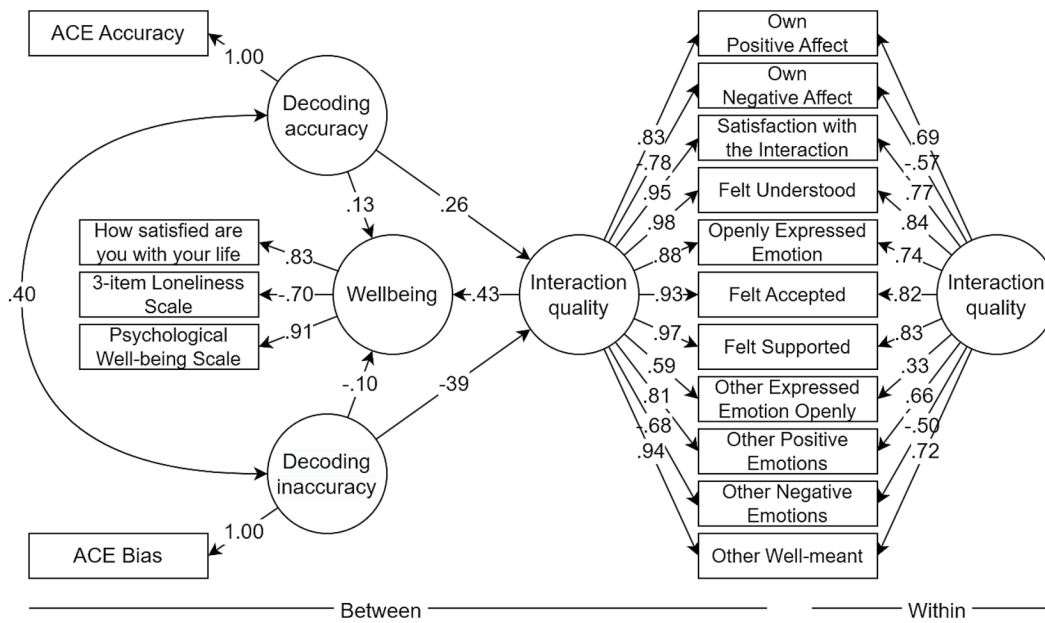 ACE Accuracy
1.00
Decoding
accuracy
.13
.26
.40
How satisfied are
you with your life
3-item Loneliness
Scale
Psychological
Well-being Scale
.83
-.70
.91
Wellbeing
.43
Interaction
quality
-.10
-39
Decoding
inaccuracy
1.00
ACE Bias
.83
-.78
.95
.98
.88
.93
.97
.59
.81
-.68
.94
Own
Positive Affect
Own
Negative Affect
Satisfaction with
the Interaction
Felt Understood
Openly Expressed
Emotion
Felt Accepted
Felt Supported
Other Expressed
Emotion Openly
Other Positive
Emotions
Other Negative
Emotions
Other Well-meant
.69
-.57
.77
.84
.74
.82
.83
.33
.66
-.50
.72
Interaction
quality
Between
Within